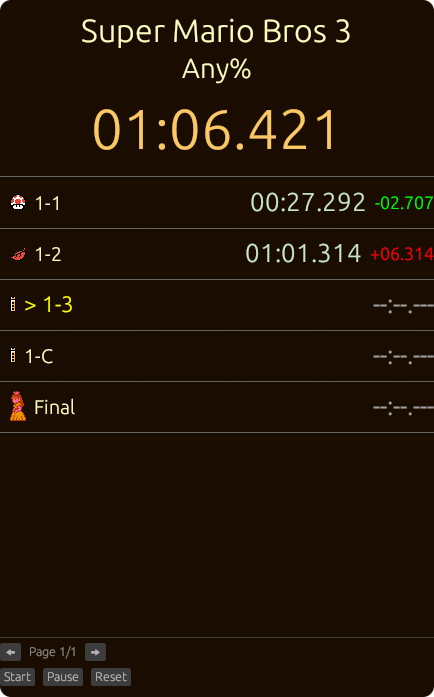 Super Mario Bros 3
Any%
01:06.421
1-1 00:27.292 -02.707
1-2 01:01.314 +06.314
> 1-3 --:--.---
1-C --:--.---
Final --:--.---
Page 1/1
Start Pause Reset